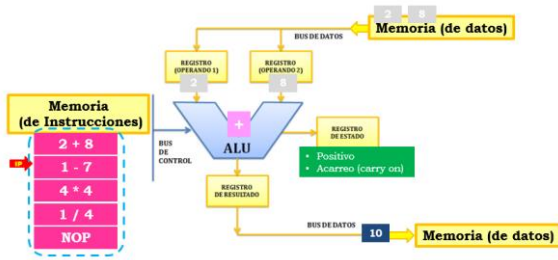 2 8
BUS DE DATOS
Memoria (de datos)
REGISTRO
(OPERANDO 1)
2
REGISTRO
(OPERANDO 2)
8
Memoria
(de Instrucciones)
IP
2 + 8
1 - 7
4 * 4
1 / 4
NOP
BUS
DE
CONTROL
+
ALU
REGISTRO
DE ESTADO
• Positivo
• Acarreo (carry on)
REGISTRO
DE RESULTADO
BUS DE DATOS
10
Memoria (de datos)